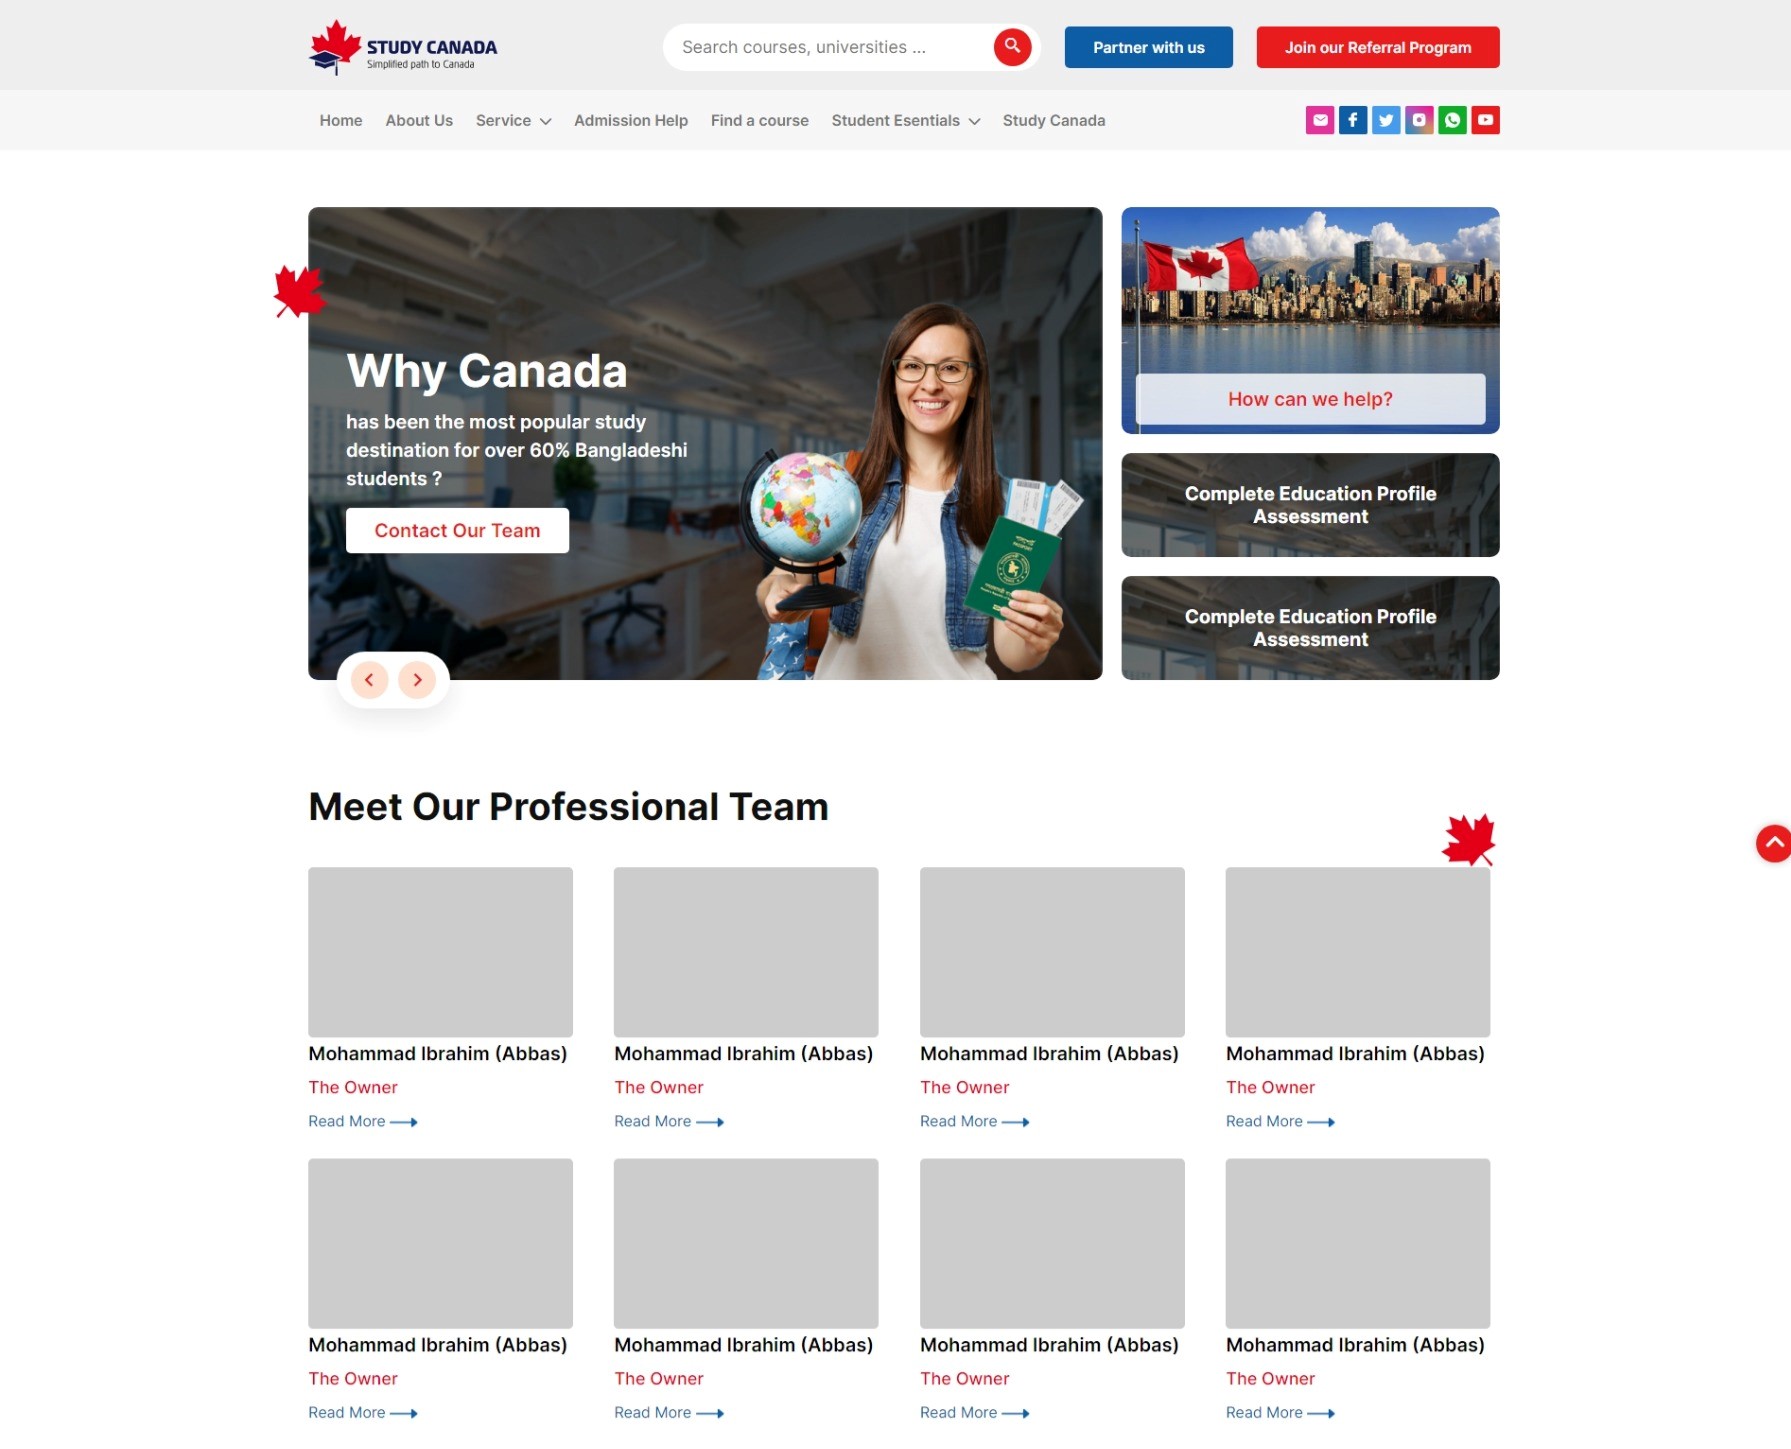 STUDY CANADA
Simplified path to Canada
Search courses, universities ...
Partner with us
Join our Referral Program
Home
About Us
Service
Admission Help
Find a course
Student Esentials
Study Canada
Why Canada
has been the most popular study
destination for over 60% Bangladeshi
students ?
Contact Our Team
PASSPORT
How can we help?
Complete Education Profile
Assessment
Complete Education Profile
Assessment
Meet Our Professional Team
Mohammad Ibrahim (Abbas)
The Owner
Read More
Mohammad Ibrahim (Abbas)
The Owner
Read More
Mohammad Ibrahim (Abbas)
The Owner
Read More
Mohammad Ibrahim (Abbas)
The Owner
Read More
Mohammad Ibrahim (Abbas)
The Owner
Read More
Mohammad Ibrahim (Abbas)
The Owner
Read More
Mohammad Ibrahim (Abbas)
The Owner
Read More
Mohammad Ibrahim (Abbas)
The Owner
Read More